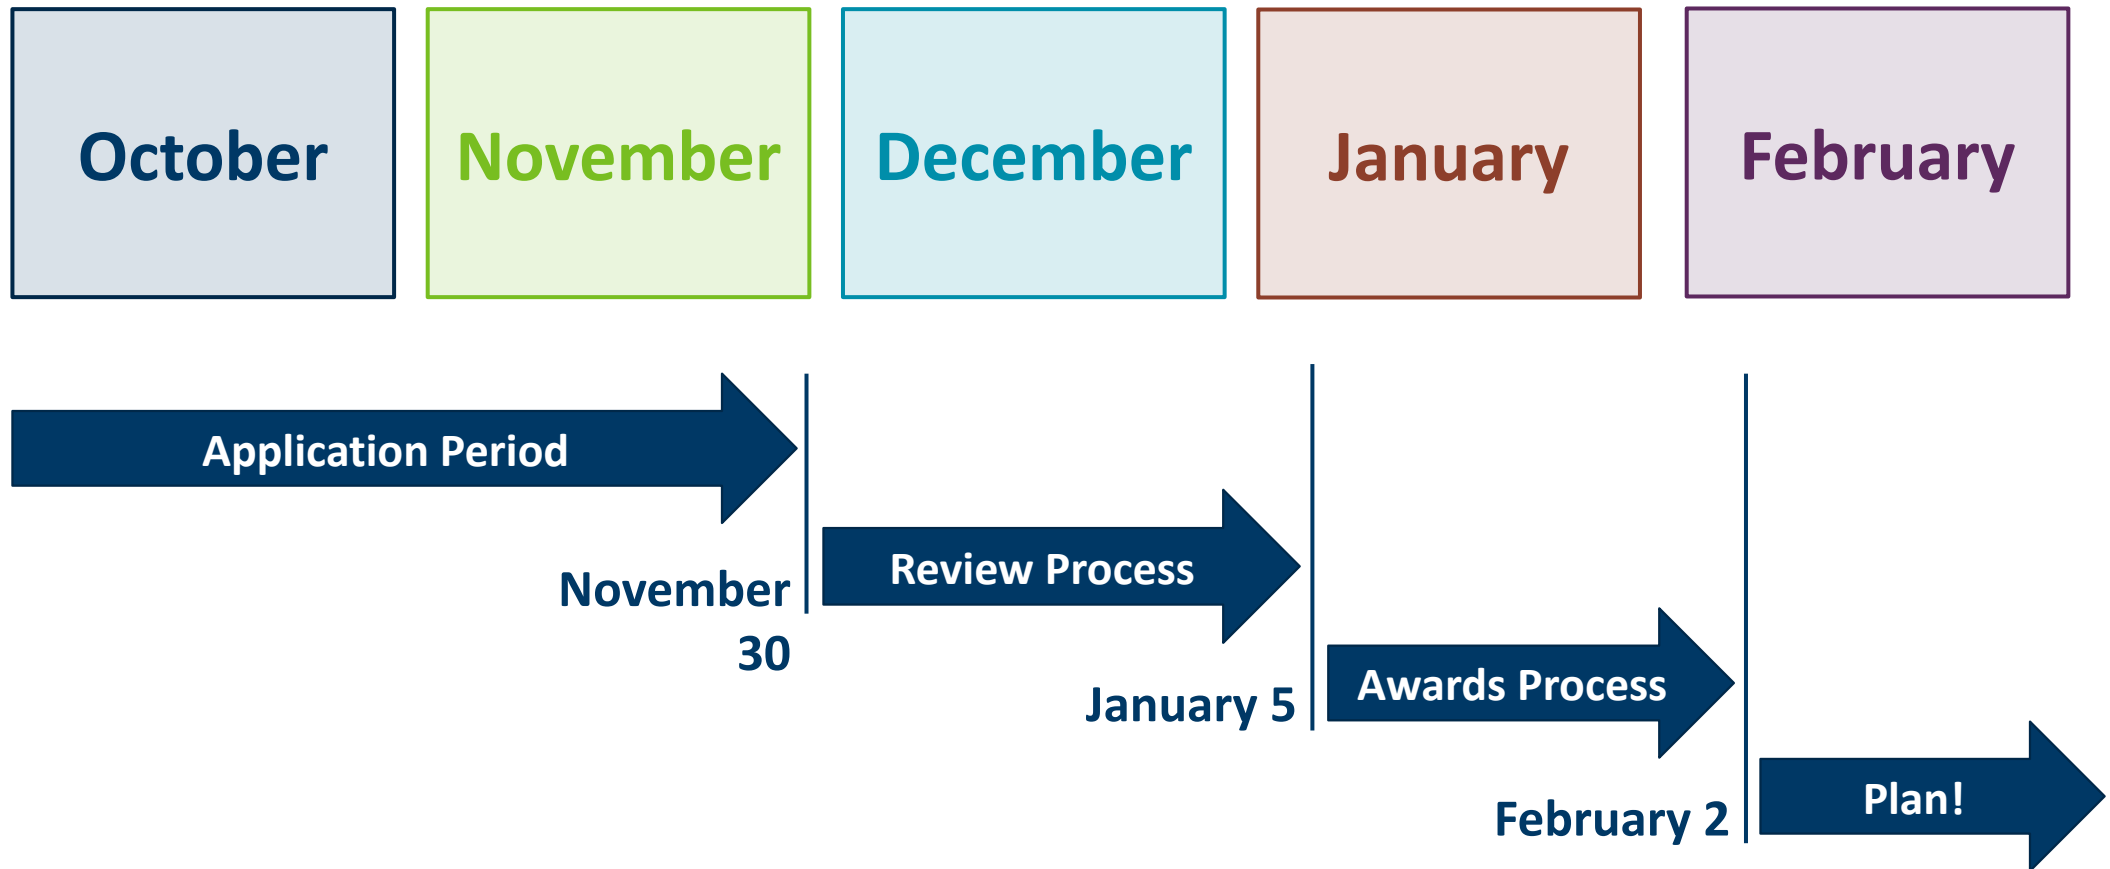 October
November
December
January
February
Application Period
November
30
Review Process
January 5
Awards Process
February 2
Plan!